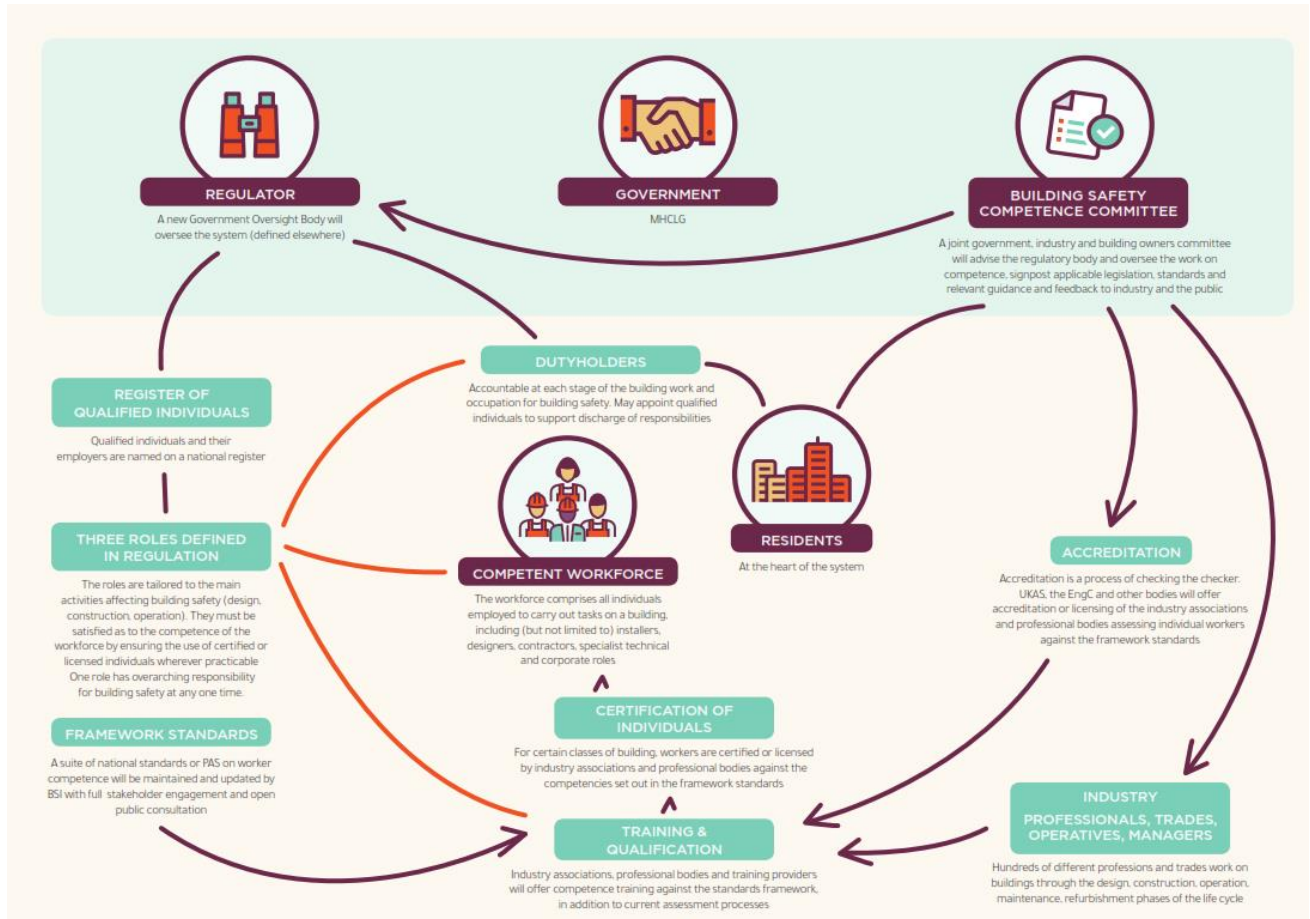 REGULATOR
A new Government Oversight Body will
oversee the system (defined elsewhere)
GOVERNMENT
MHCLG
BUILDING SAFETY
COMPETENCE COMMITTEE
A joint government, industry and building owners committee
will advise the regulatory body and oversee the work on
competence, signpost applicable legislation, standards and
relevant guidance and feedback to industry and the public
REGISTER OF
QUALIFIED INDIVIDUALS
Qualified individuals and their
employers are named on a national register
DUTYHOLDERS
Accountable at each stage of the building work and
occupation for building safety. May appoint qualified
individuals to support discharge of responsibilities
THREE ROLES DEFINED
IN REGULATION
The roles are tailored to the main
activities affecting building safety (design,
construction, operation). They must be
satisfied as to the competence of the
workforce by ensuring the use of certified or
licensed individuals wherever practicable
One role has overarching responsibility
for building safety at any one time.
COMPETENT WORKFORCE
The workforce comprises all individuals
employed to carry out tasks on a building,
including (but not limited to) installers,
designers, contractors, specialist technical
and corporate roles
RESIDENTS
At the heart of the system
ACCREDITATION
Accreditation is a process of checking the checker.
UKAS, the EngC and other bodies will offer
accreditation or licensing of the industry associations
and professional bodies assessing individual workers
against the framework standards
FRAMEWORK STANDARDS
A suite of national standards or PAS on worker
competence will be maintained and updated by
BSI with full stakeholder engagement and open
public consultation
CERTIFICATION OF
INDIVIDUALS
For certain classes of building, workers are certified or licensed
by industry associations and professional bodies against the
competencies set out in the framework standards
TRAINING &
QUALIFICATION
Industry associations, professional bodies and training providers
will offer competence training against the standards framework,
in addition to current assessment processes
INDUSTRY
PROFESSIONALS, TRADES,
OPERATIVES, MANAGERS
Hundreds of different professions and trades work on
buildings through the design, construction, operation,
maintenance, refurbishment phases of the life cycle